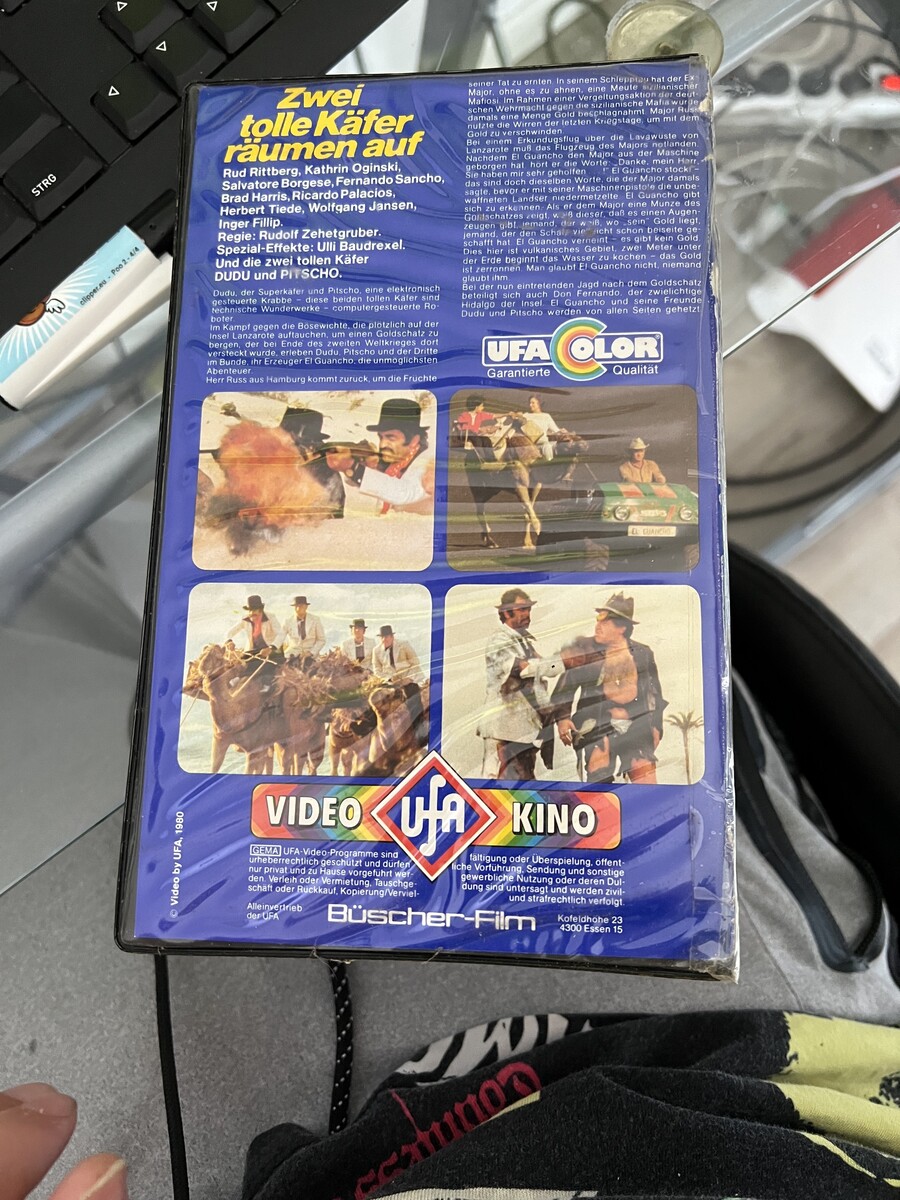 STRG
clipper.eu - Poo 2 - 4/4
Zwei
tolle Käfer
räumen auf
Rud Rittberg, Kathrin Oginski,
Salvatore Borgese, Fernando Sancho,
Brad Harris, Ricardo Palacios,
Herbert Tiede, Wolfgang Jansen,
Inger Fillip.
Regie: Rudolf Zehetgruber.
Spezial-Effekte: Ulli Baudrexel.
Und die zwei tollen Käfer
DUDU und PITSCHO.
Dudu, der Superkäfer und Pitscho, eine elektronisch
gesteuerte Krabbe – diese beiden tollen Käfer sind
technische Wunderwerke – computergesteuerte Ro-
boter.
Im Kampf gegen die Bösewichte, die plötzlich auf der
Insel Lanzarote auftauchen, um einen Goldschatz zu
bergen, der bei Ende des zweiten Weltkrieges dort
versteckt wurde, erleben Dudu, Pitscho und der Dritte
im Bunde, ihr Erzeuger El Guancho, die unmöglichsten
Abenteuer.
Herr Russ aus Hamburg kommt zurück, um die Früchte
seiner Tat zu ernten. In seinem Schlepptau hat der Ex-
Major, ohne es zu ahnen, eine Meute sizilianischer
Mafiosi. Im Rahmen einer Vergeltungsaktion der deut-
schen Wehrmacht gegen die sizilianische Mafia wurde
damals eine Menge Gold beschlagnahmt. Major Russ
nützte die Wirren der letzten Kriegstage, um mit dem
Gold zu verschwinden.
Bei einem Erkundungsflug über die Lavawüste von
Lanzarote muß das Flugzeug des Majors notlanden.
Nachdem El Guancho den Major aus der Maschine
geborgen hat, hört er die Worte „Danke, mein Herr,
Sie haben mir sehr geholfen El Guancho stockt –
das sind doch dieselben Worte, die der Major damals
sagte, bevor er mit seiner Maschinenpistole die unbe-
waffneten Landser niedermetzelte. El Guancho gibt
sich zu erkennen. Als er dem Major eine Münze des
Goldschatzes zeigt, weiß dieser, daß es einen Augen-
zeugen gibt, jemand, der weiß, wo „sein“ Gold liegt,
jemand, der den Schatz nicht schon beiseite ge-
schafft hat. El Guancho verneint – es gibt kein Gold.
Dies hier ist vulkanisches Gebiet, zwei Meter unter
der Erde beginnt das Wasser zu kochen – das Gold
ist zerronnen. Man glaubt El Guancho nicht, niemand
glaubt ihm.
Bei der nun eintretenden Jagd nach dem Goldschatz
beteiligt sich auch Don Fernando, der zwielichtige
Hidalgo der Insel. El Guancho und seine Freunde
Dudu und Pitscho werden von allen Seiten gehetzt.
UFACOLOR®
Garantierte Qualität
EL GUANCHO
VIDEO UFA KINO
© Video by UFA, 1980
GEMA UFA-Video-Programme sind
urheberrechtlich geschützt und dürfen
nur privat und zu Hause vorgeführt wer-
den. Verleih oder Vermietung, Tauschge-
schäft oder Rückkauf, Kopierung/Verviel-
fältigung oder Überspielung, öffent-
liche Vorführung, Sendung und sonstige
gewerbliche Nutzung oder deren Dul-
dung sind untersagt und werden zivil-
und strafrechtlich verfolgt.
Alleinvertrieb
der UFA
Büscher-Film
Kofeldhöhe 23
4300 Essen 15